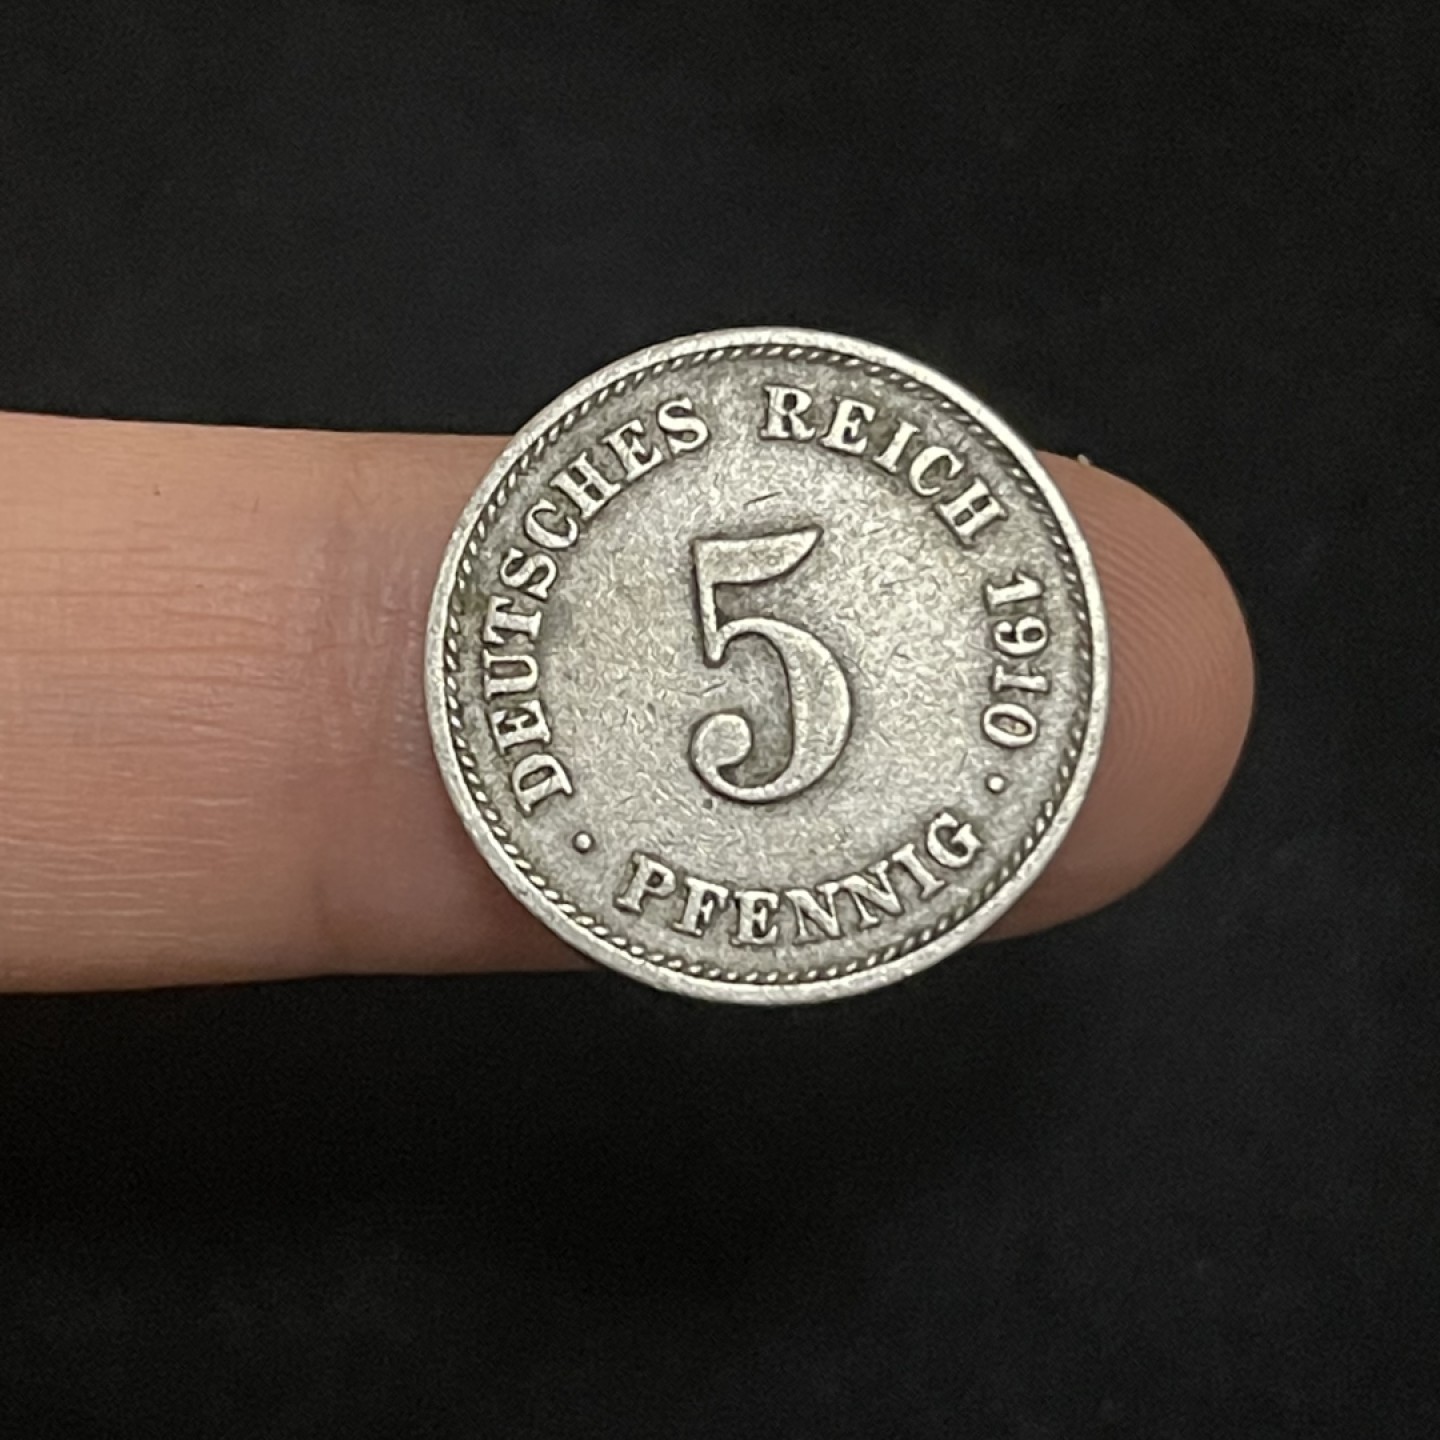 DEUTSCHES REICH 1910
5
· PFENNIG ·